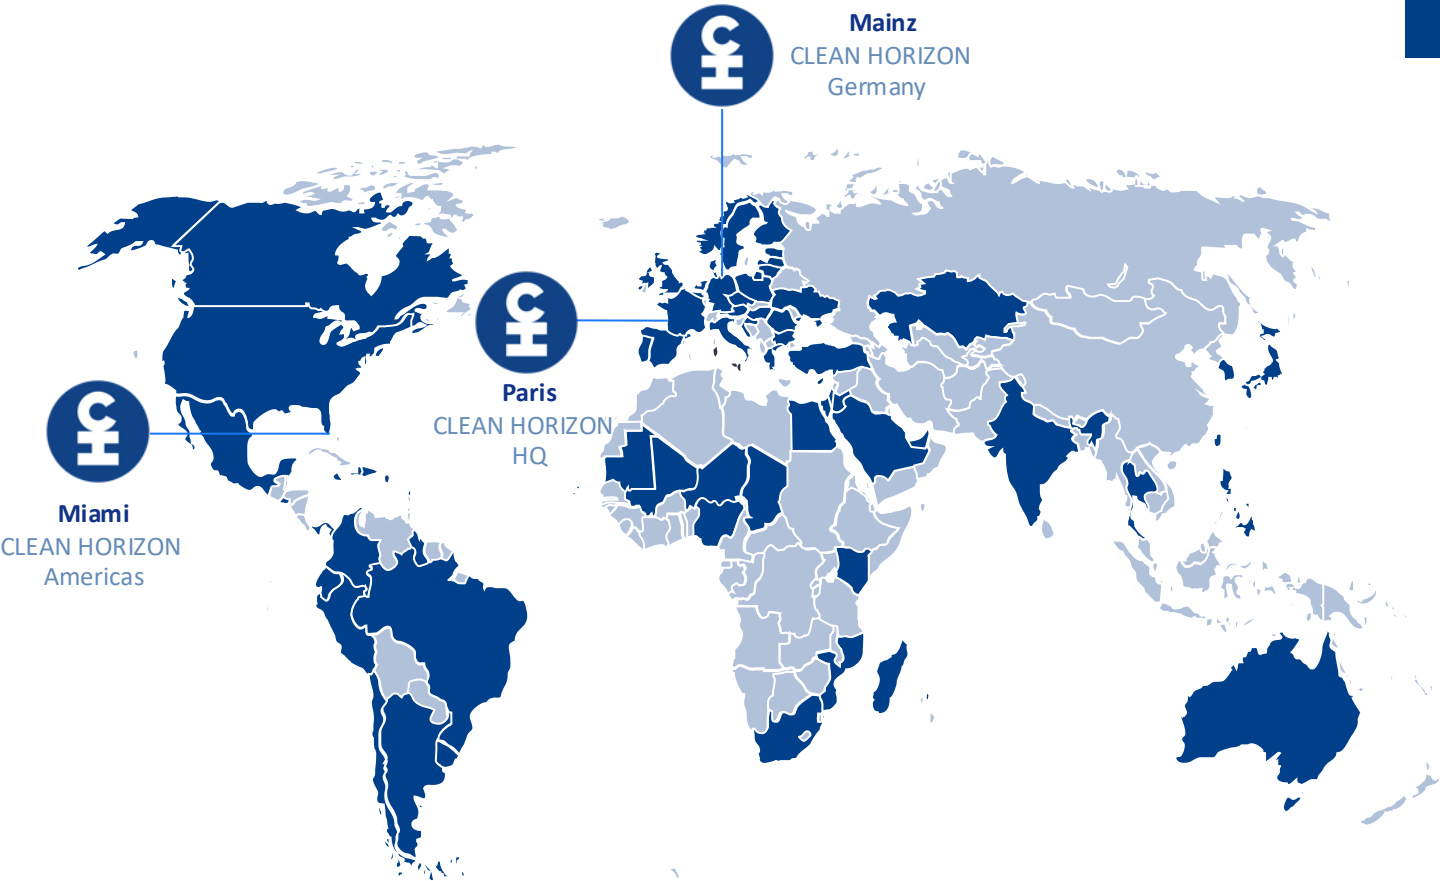 Mainz
CLEAN HORIZON
Germany
Paris
CLEAN HORIZON
HQ
Miami
CLEAN HORIZON
Americas